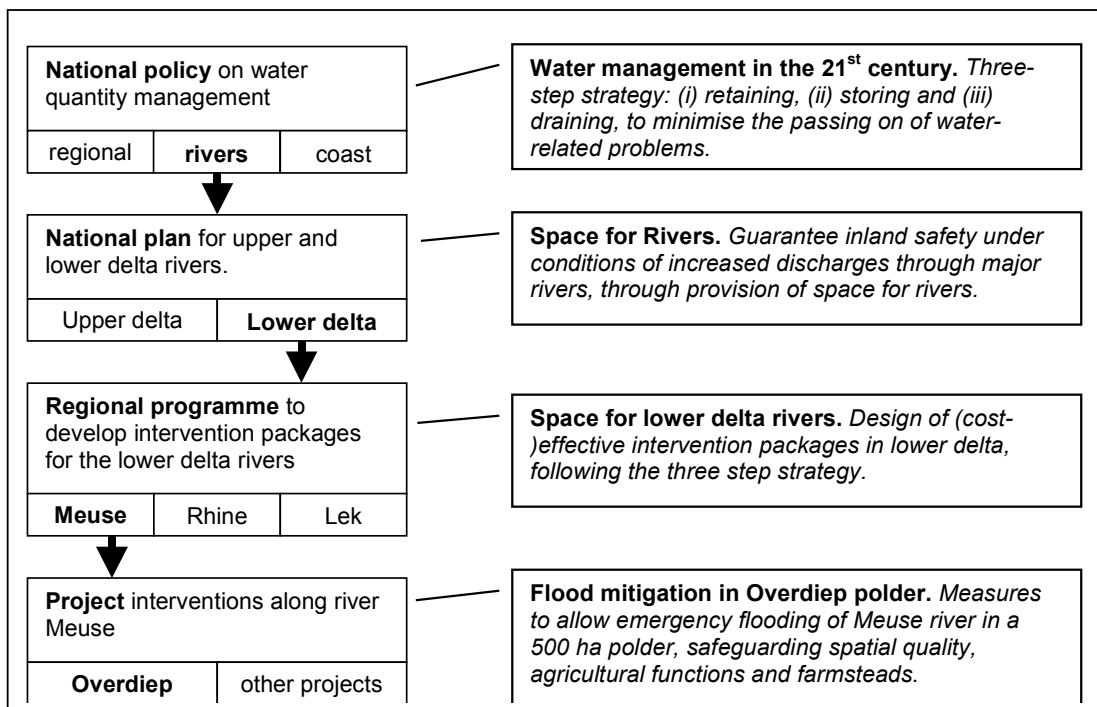 National policy on water
quantity management
regional rivers coast
Water management in the 21st century. Three-
step strategy: (i) retaining, (ii) storing and (iii)
draining, to minimise the passing on of water-
related problems.
National plan for upper and
lower delta rivers.
Upper delta Lower delta
Space for Rivers. Guarantee inland safety under
conditions of increased discharges through major
rivers, through provision of space for rivers.
Regional programme to
develop intervention packages
for the lower delta rivers
Meuse Rhine Lek
Space for lower delta rivers. Design of (cost-
)effective intervention packages in lower delta,
following the three step strategy.
Project interventions along river
Meuse
Overdiep other projects
Flood mitigation in Overdiep polder. Measures
to allow emergency flooding of Meuse river in a
500 ha polder, safeguarding spatial quality,
agricultural functions and farmsteads.